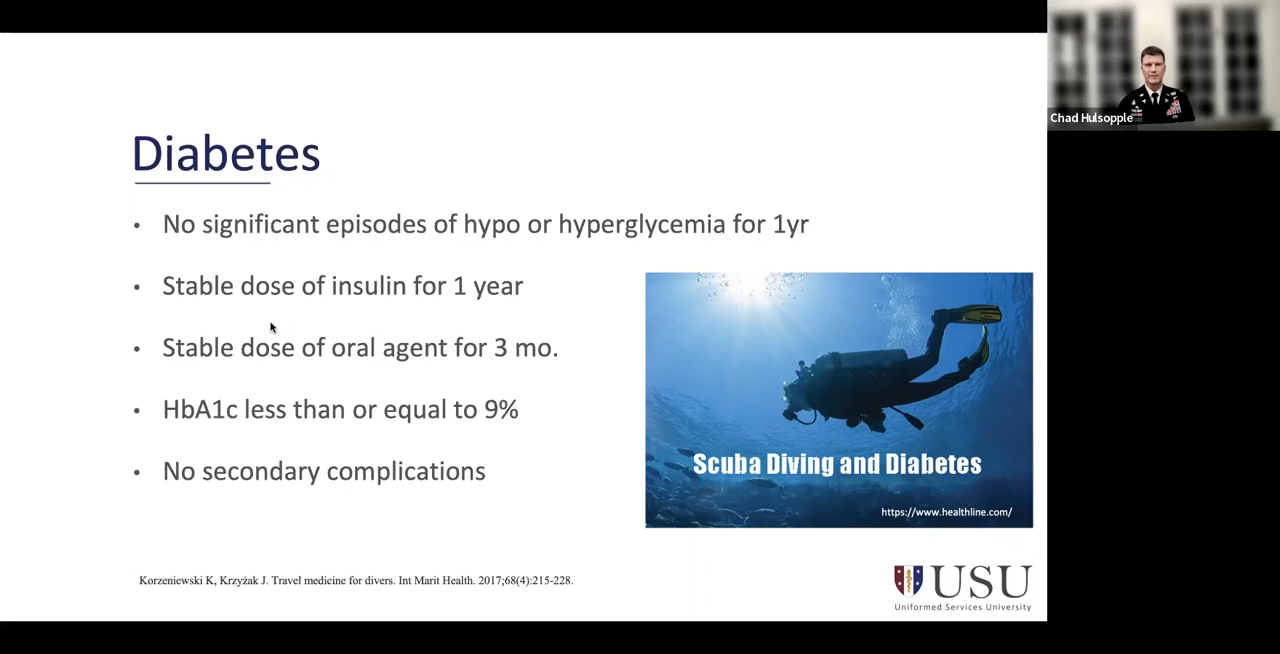 Diabetes
• No significant episodes of hypo or hyperglycemia for 1yr
• Stable dose of insulin for 1 year
• Stable dose of oral agent for 3 mo.
• HbA1c less than or equal to 9%
• No secondary complications
Scuba Diving and Diabetes
https://www.healthline.com/
Korzeniewski K, Krzyżak J. Travel medicine for divers. Int Marit Health. 2017;68(4):215-228.
USU
Uniformed Services University
Chad Hulsopple